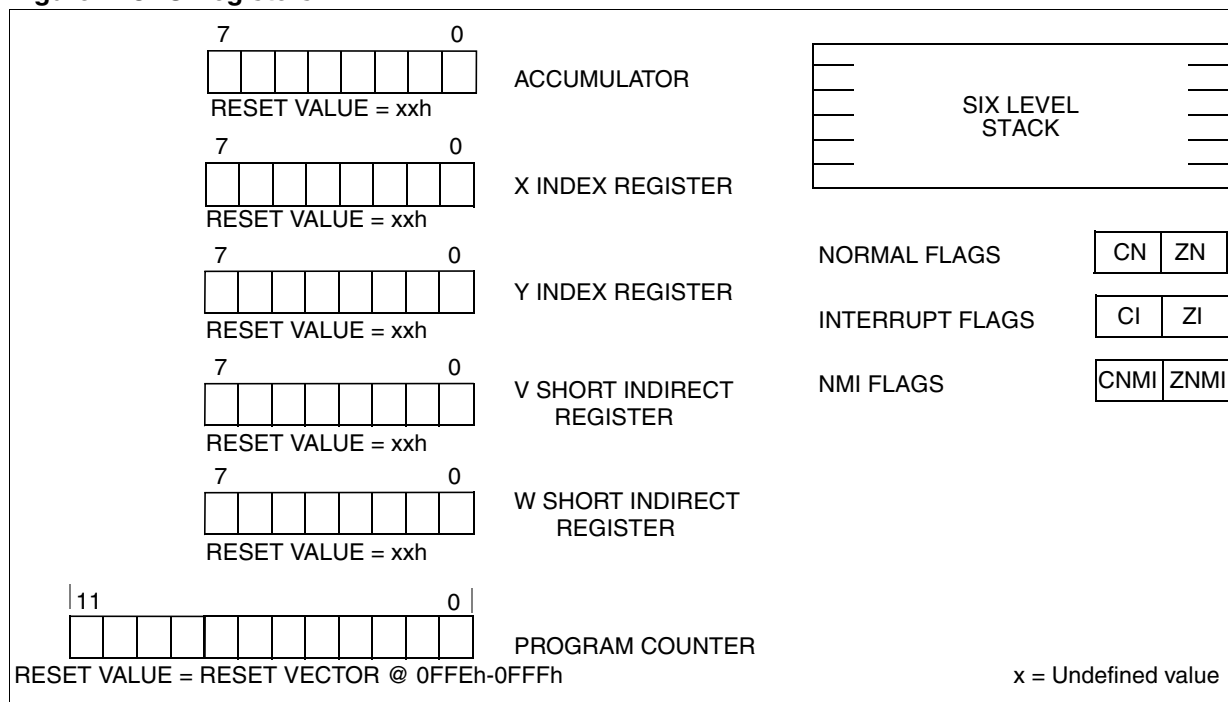 7 0
ACCUMULATOR
RESET VALUE = xxh
7 0
X INDEX REGISTER
RESET VALUE = xxh
7 0
Y INDEX REGISTER
RESET VALUE = xxh
7 0
V SHORT INDIRECT
REGISTER
RESET VALUE = xxh
7 0
W SHORT INDIRECT
REGISTER
RESET VALUE = xxh
11 0
PROGRAM COUNTER
RESET VALUE = RESET VECTOR @ 0FFEh-0FFFh
SIX LEVEL
STACK
NORMAL FLAGS CN ZN
INTERRUPT FLAGS CI ZI
NMI FLAGS CNMI ZNMI
x = Undefined value